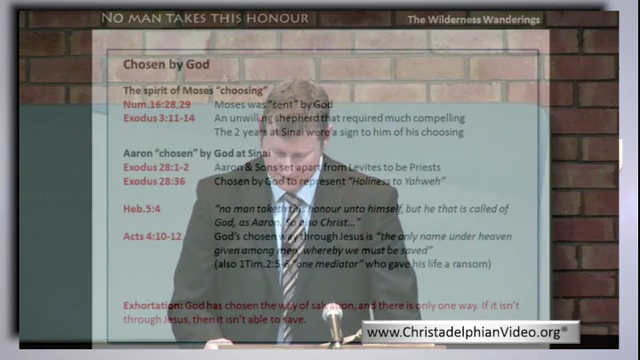 NO MAN TAKES THIS HONOUR
The Wilderness Wanderings
Chosen by God
The spirit of Moses "choosing"
Num.16:28,29 Moses was "sent" by God
Exodus 3:11-14 An unwilling shepherd that required much compelling
The 2 years at Sinai were a sign to him of his choosing
Aaron "chosen" by God at Sinai
Exodus 28:1-2 Aaron & Sons set apart from Levites to be Priests
Exodus 28:36 Chosen by God to represent "Holiness to Yahweh"
Heb.5:4 "no man taketh this honour unto himself, but he that is called of
God, as Aaron. So also Christ..."
Acts 4:10-12 God's chosen way through Jesus is "the only name under heaven
given among men, whereby we must be saved"
(also 1Tim.2:5-6 "one mediator" who gave his life a ransom)
Exhortation: God has chosen the way of salvation, and there is only one way. If it isn't
through Jesus, then it isn't able to save.
www.ChristadelphianVideo.org®